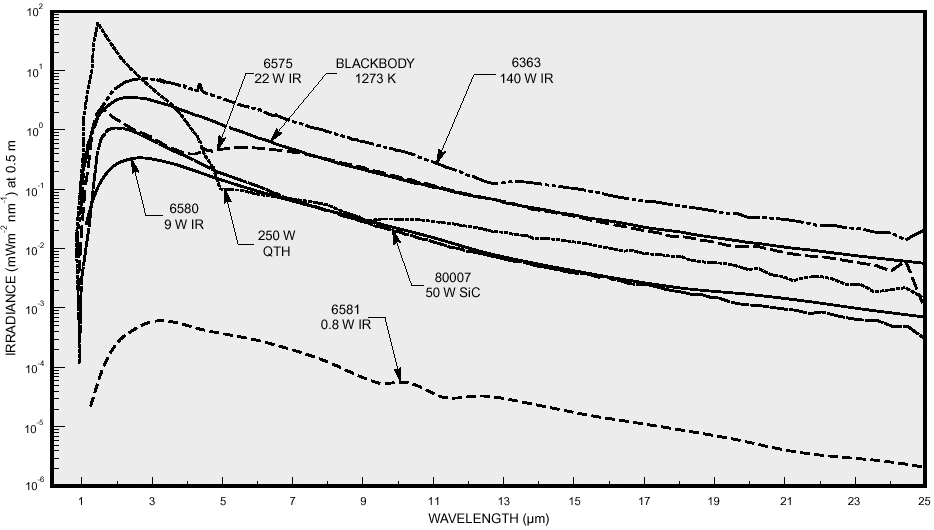 10²
10¹
10⁰
10⁻¹
10⁻²
10⁻³
10⁻⁴
10⁻⁵
10⁻⁶
IRRADIANCE (mWm⁻² nm⁻¹) at 0.5 m
6575
22 W IR
BLACKBODY
1273 K
6363
140 W IR
6580
9 W IR
250 W
QTH
80007
50 W SiC
6581
0.8 W IR
1 3 5 7 9 11 13 15 17 19 21 23 25
WAVELENGTH (µm)